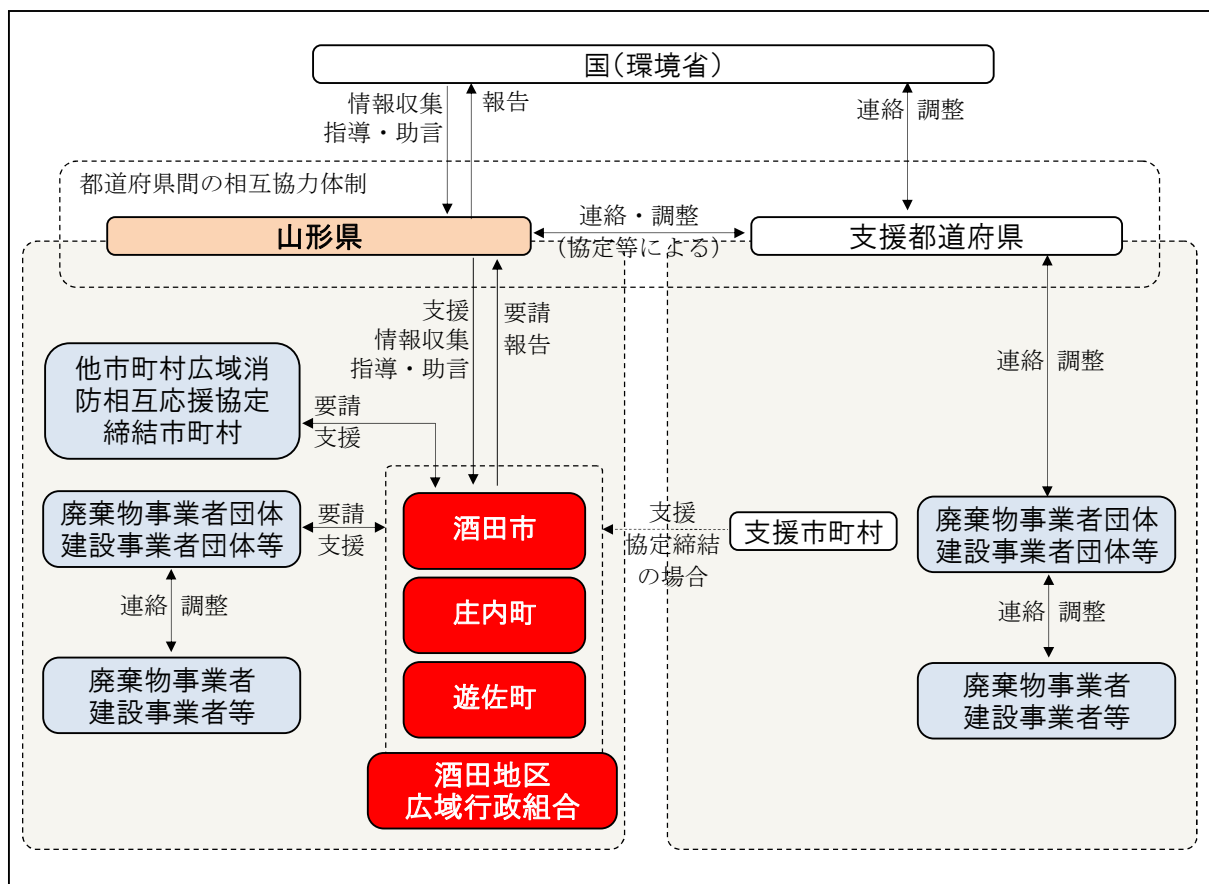 国(環境省)
情報収集
指導・助言
報告
連絡 調整
都道府県間の相互協力体制
山形県
連絡・調整
(協定等による)
支援都道府県
支援
情報収集
指導・助言
要請
報告
連絡 調整
他市町村広域消
防相互応援協定
締結市町村
要請
支援
廃棄物事業者団体
建設事業者団体等
要請
支援
酒田市
支援
協定締結
の場合
支援市町村
廃棄物事業者団体
建設事業者団体等
連絡 調整
庄内町
連絡 調整
廃棄物事業者
建設事業者等
遊佐町
廃棄物事業者
建設事業者等
酒田地区
広域行政組合